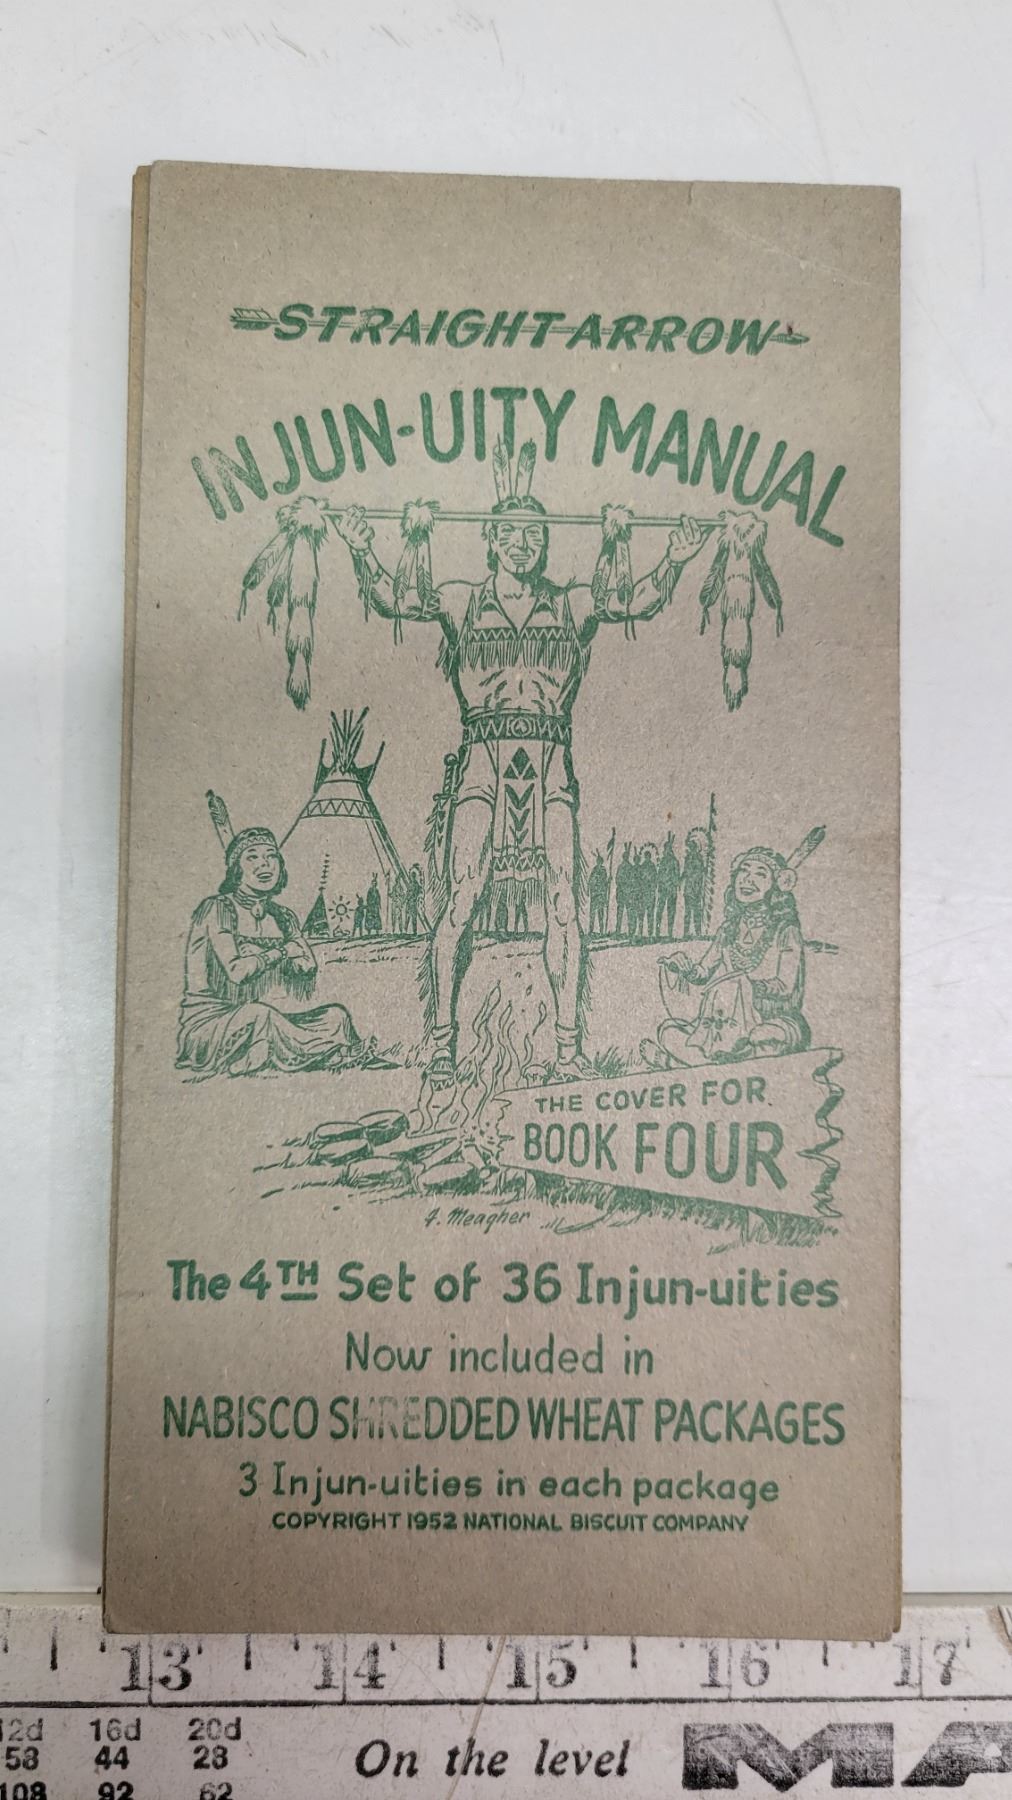 STRAIGHT ARROW
INJUN-UITY MANUAL
THE COVER FOR
BOOK FOUR
J. Meagher
The 4TH Set of 36 Injun-uities
Now included in
NABISCO SHREDDED WHEAT PACKAGES
3 Injun-uities in each package
COPYRIGHT 1952 NATIONAL BISCUIT COMPANY
13 14 15 16 17
12d 16d 20d
58 44 28
108 92 62
On the level
MA